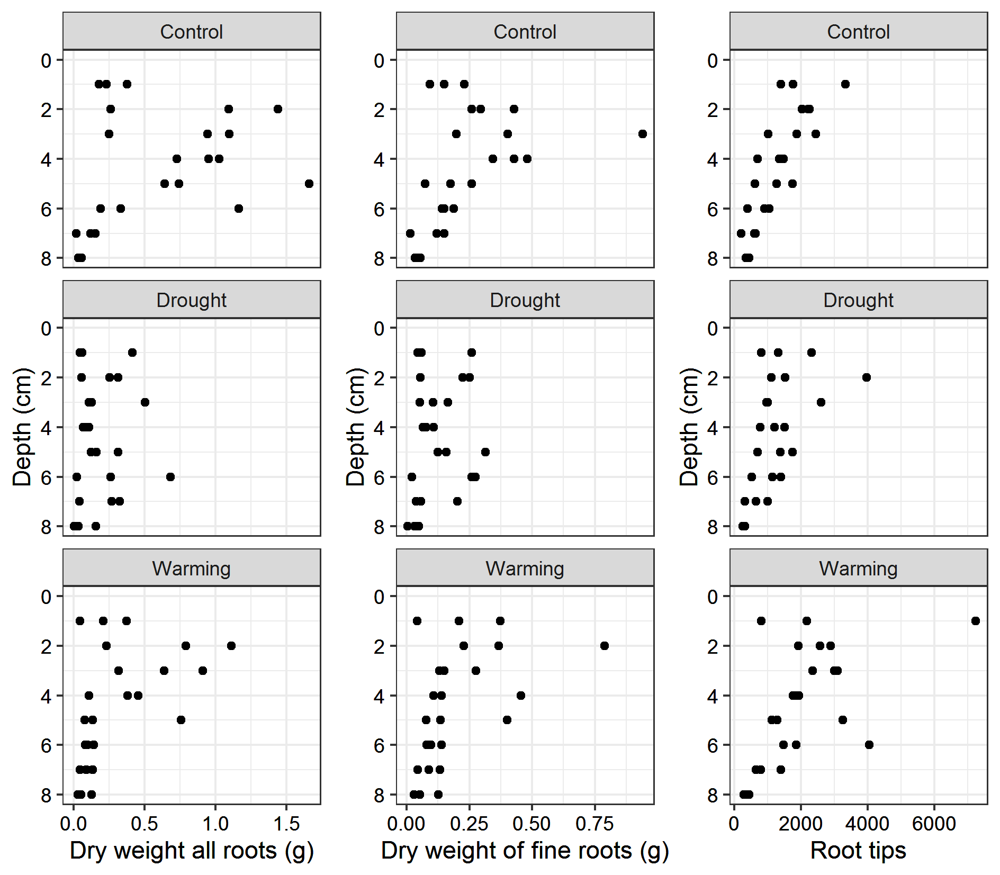 Control Control Control
0 0 0
2 2 2
4 4 4
6 6 6
8 8 8
Drought Drought Drought
0 0 0
2 2 2
4 4 4
6 6 6
8 8 8
Depth (cm) Depth (cm) Depth (cm)
Warming Warming Warming
0 0 0
2 2 2
4 4 4
6 6 6
8 8 8
0.0 0.5 1.0 1.5 0.00 0.25 0.50 0.75 0 2000 4000 6000
Dry weight all roots (g) Dry weight of fine roots (g) Root tips